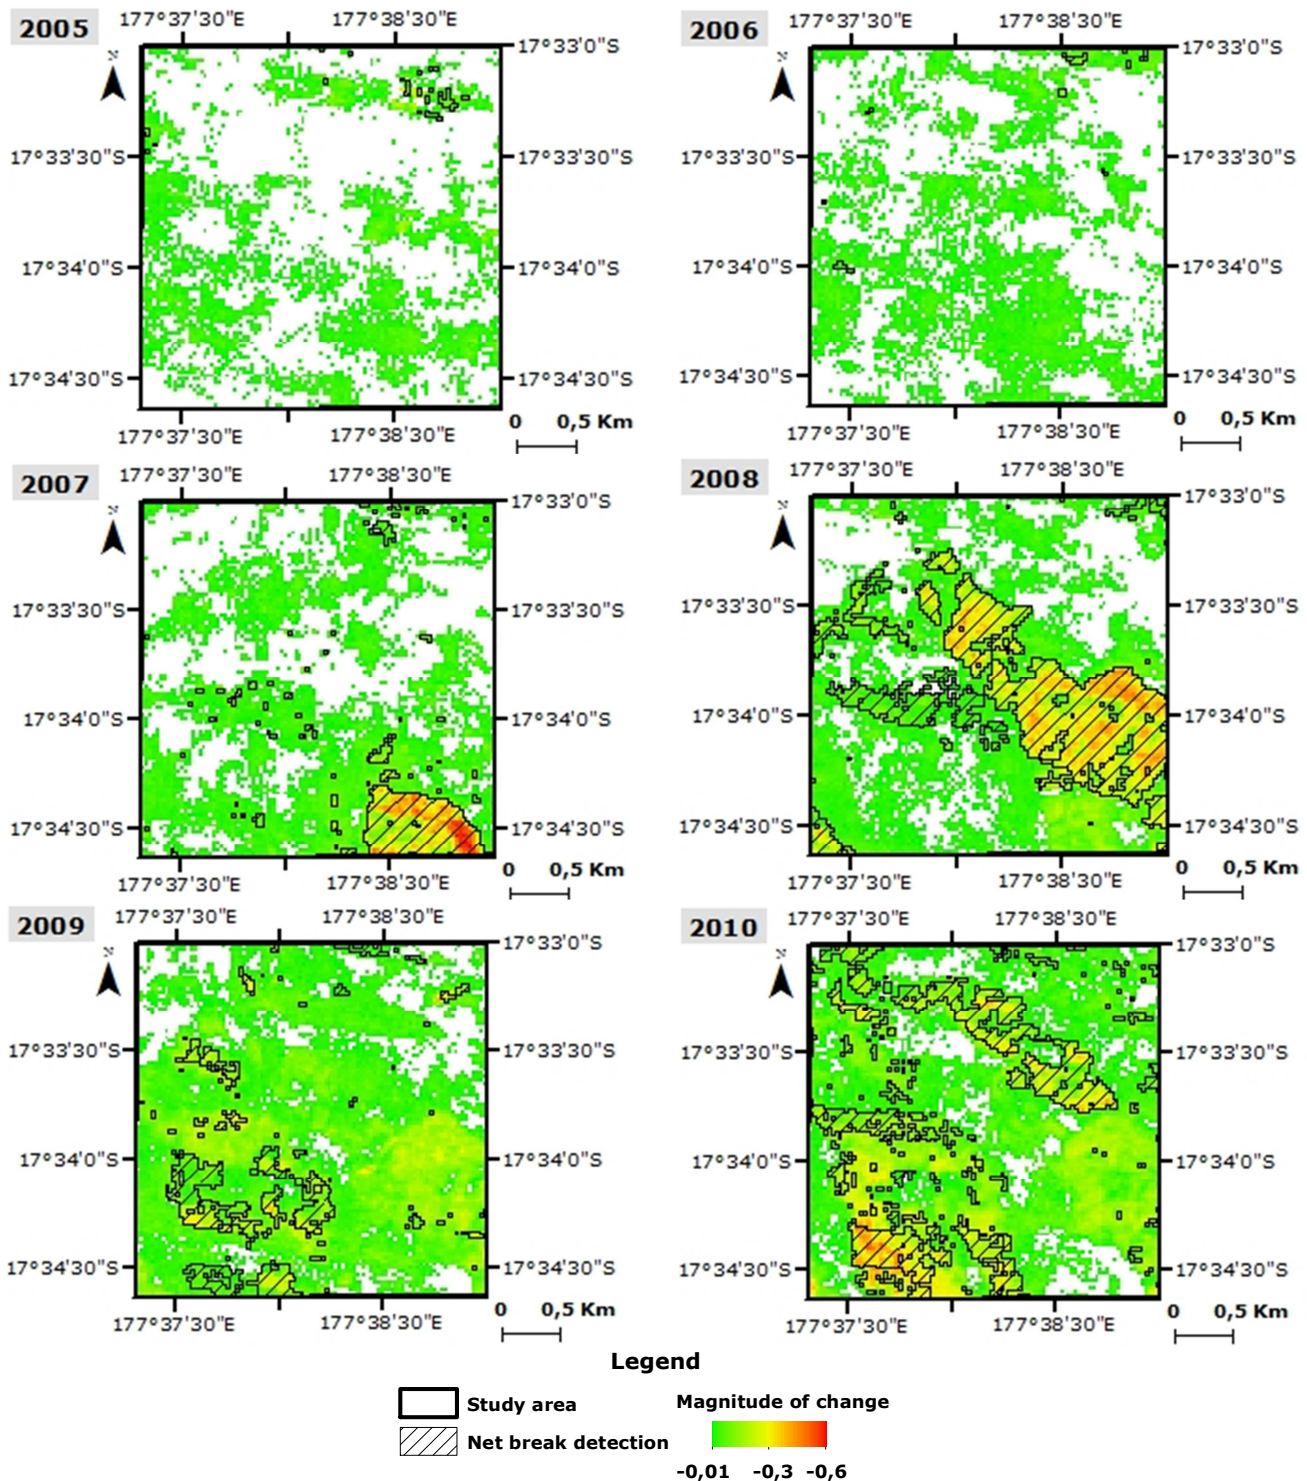 2005
177°37'30"E 177°38'30"E
N
17°33'0"S
17°33'30"S 17°33'30"S
17°34'0"S 17°34'0"S
17°34'30"S 17°34'30"S
177°37'30"E 177°38'30"E
0 0,5 Km
2006
177°37'30"E 177°38'30"E
N
17°33'0"S
17°33'30"S 17°33'30"S
17°34'0"S 17°34'0"S
17°34'30"S 17°34'30"S
177°37'30"E 177°38'30"E
0 0,5 Km
2007
177°37'30"E 177°38'30"E
N
17°33'0"S
17°33'30"S 17°33'30"S
17°34'0"S 17°34'0"S
17°34'30"S 17°34'30"S
177°37'30"E 177°38'30"E
0 0,5 Km
2008
177°37'30"E 177°38'30"E
N
17°33'0"S
17°33'30"S 17°33'30"S
17°34'0"S 17°34'0"S
17°34'30"S 17°34'30"S
177°37'30"E 177°38'30"E
0 0,5 Km
2009
177°37'30"E 177°38'30"E
N
17°33'0"S
17°33'30"S 17°33'30"S
17°34'0"S 17°34'0"S
17°34'30"S 17°34'30"S
177°37'30"E 177°38'30"E
0 0,5 Km
2010
177°37'30"E 177°38'30"E
N
17°33'0"S
17°33'30"S 17°33'30"S
17°34'0"S 17°34'0"S
17°34'30"S 17°34'30"S
177°37'30"E 177°38'30"E
0 0,5 Km
Legend
Study area
Net break detection
Magnitude of change
-0,01 -0,3 -0,6